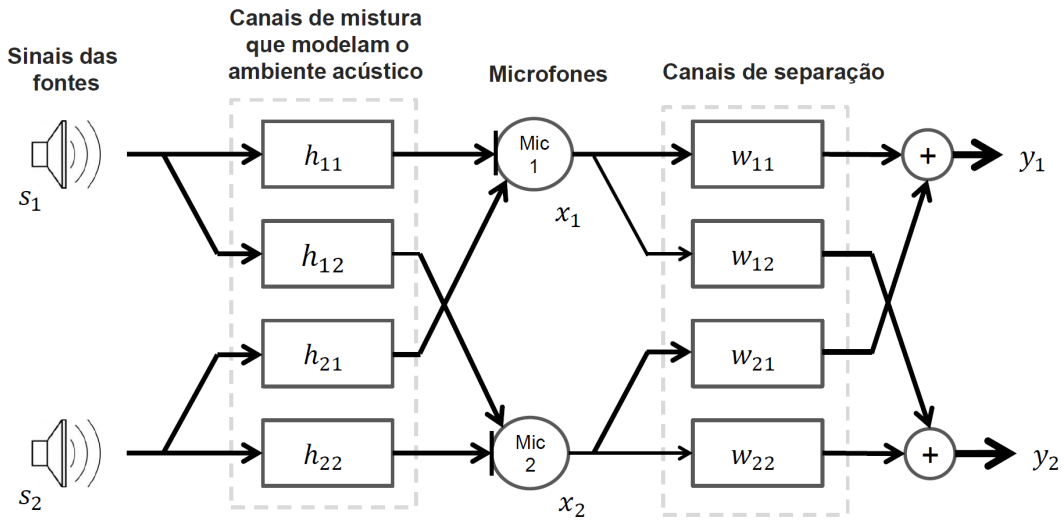 Canais de mistura
que modelam o
ambiente acústico
Sinais das
fontes
Microfones
Canais de separação
s₁
h₁₁
Mic
1
x₁
w₁₁
+
y₁
h₁₂
w₁₂
h₂₁
w₂₁
s₂
h₂₂
Mic
2
x₂
w₂₂
+
y₂